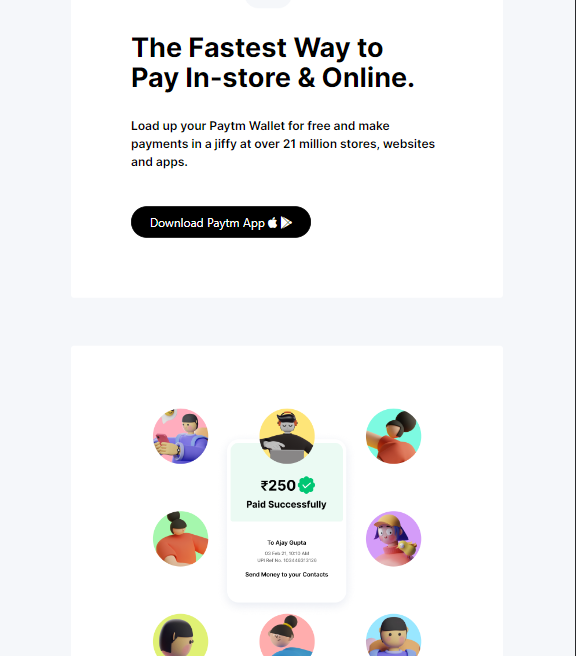 The Fastest Way to
Pay In-store & Online.
Load up your Paytm Wallet for free and make
payments in a jiffy at over 21 million stores, websites
and apps.
Download Paytm App
₹250
Paid Successfully
To Ajay Gupta
Send Money to your Contacts